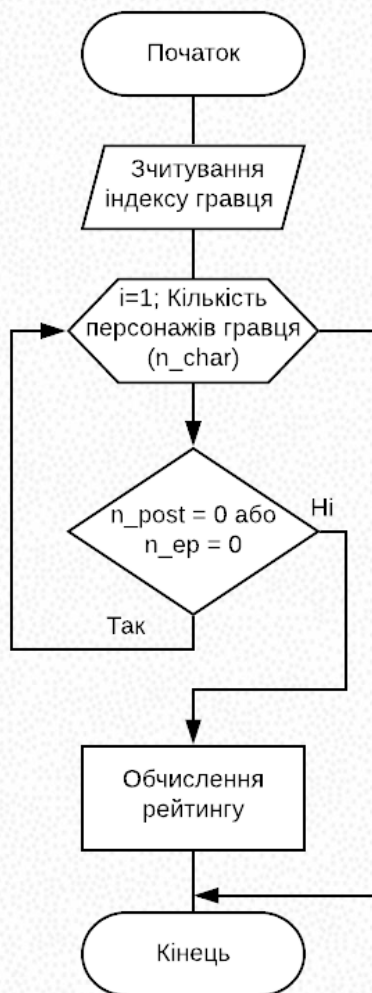 Початок
Зчитування
індексу гравця
i=1; Кількість
персонажів гравця
(n_char)
n_post = 0 або
n_ep = 0
Ні
Так
Обчислення
рейтингу
Кінець